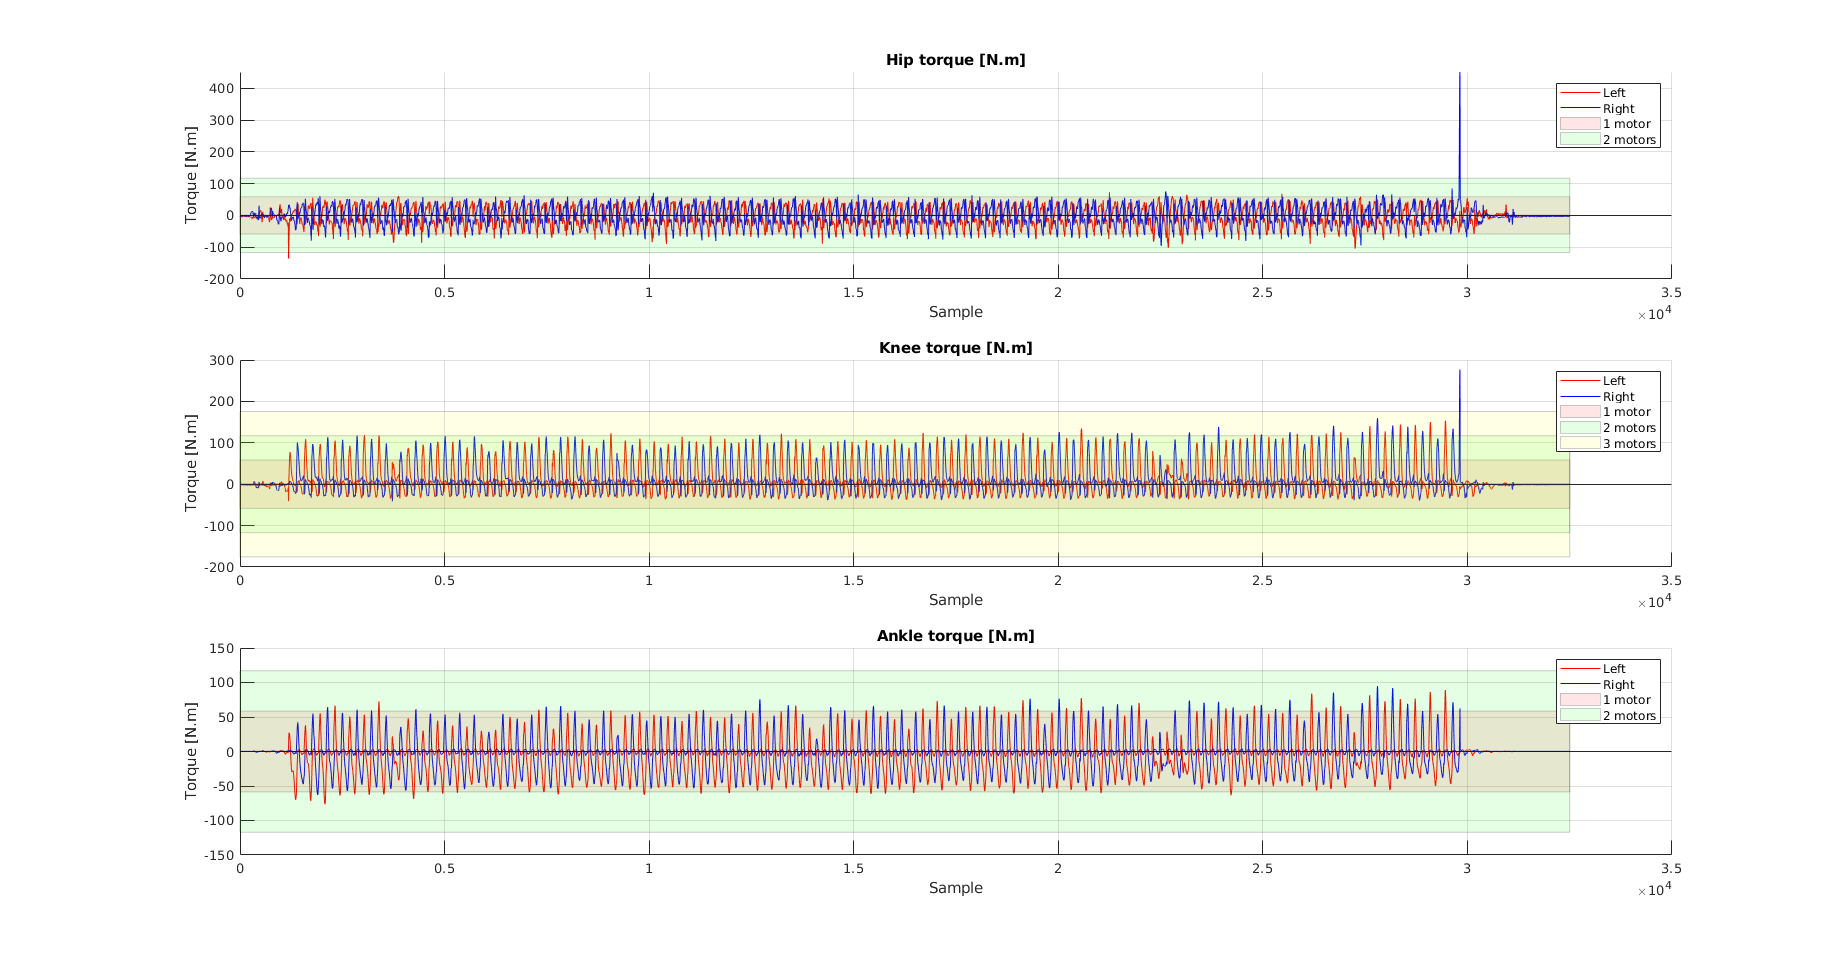 Hip torque [N.m]
Torque [N.m]
400
300
200
100
0
-100
-200
0 0.5 1 1.5 2 2.5 3 3.5
Sample
×10^4
Left
Right
1 motor
2 motors
Knee torque [N.m]
Torque [N.m]
300
200
100
0
-100
-200
0 0.5 1 1.5 2 2.5 3 3.5
Sample
×10^4
Left
Right
1 motor
2 motors
3 motors
Ankle torque [N.m]
Torque [N.m]
150
100
50
0
-50
-100
-150
0 0.5 1 1.5 2 2.5 3 3.5
Sample
×10^4
Left
Right
1 motor
2 motors